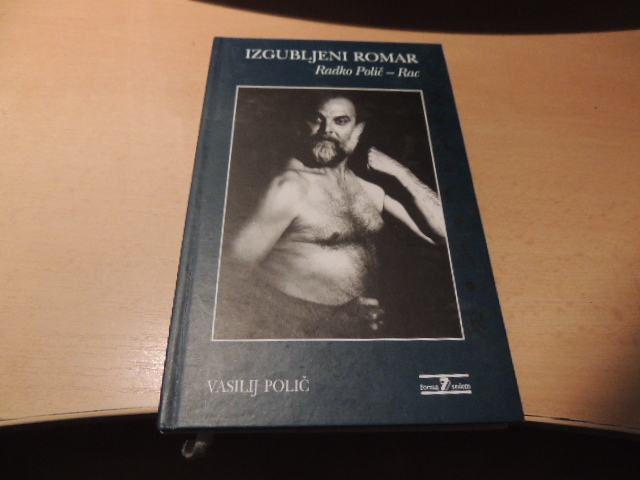 IZGUBLJENI ROMAR
Radko Polič – Rac
VASILIJ POLIČ
forma 7 sedem